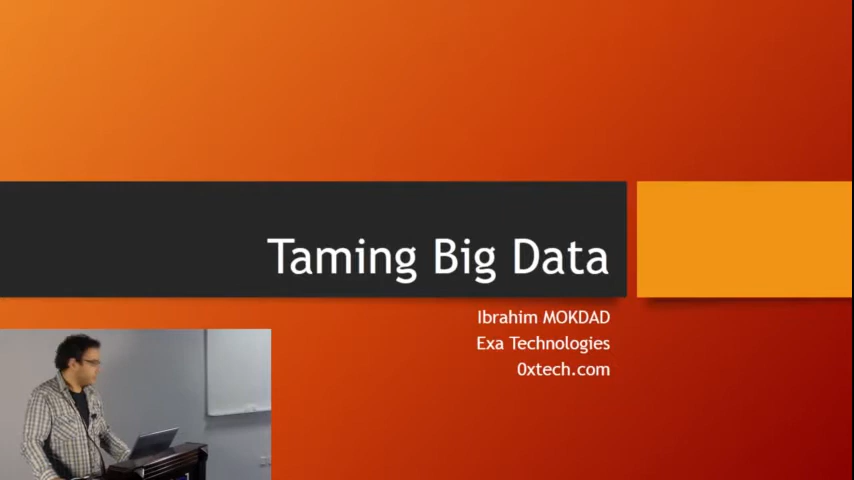 Taming Big Data
Ibrahim MOKDAD
Exa Technologies
0xtech.com